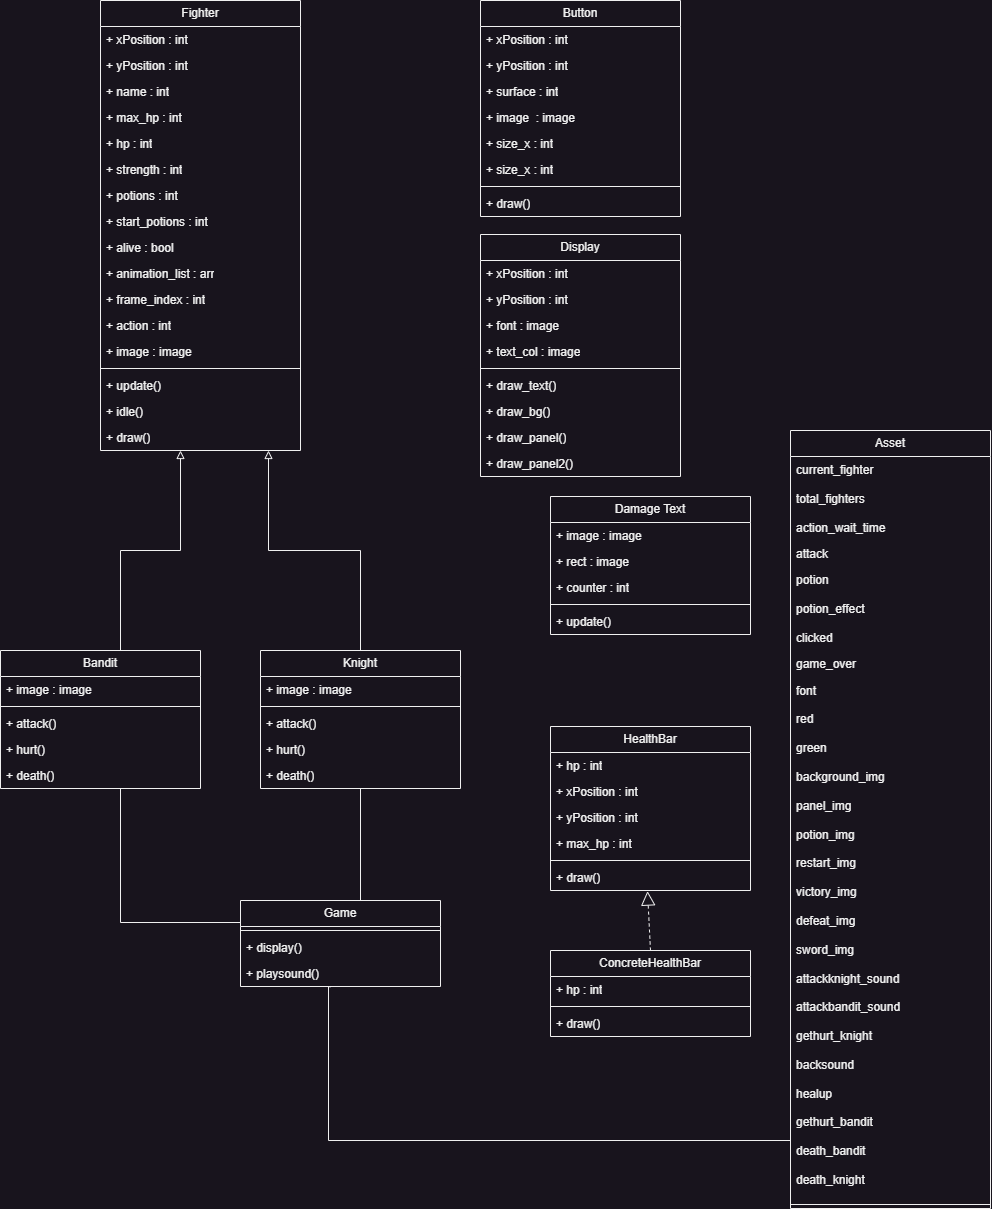 Fighter
+ xPosition : int
+ yPosition : int
+ name : int
+ max_hp : int
+ hp : int
+ strength : int
+ potions : int
+ start_potions : int
+ alive : bool
+ animation_list : arr
+ frame_index : int
+ action : int
+ image : image
+ update()
+ idle()
+ draw()
Button
+ xPosition : int
+ yPosition : int
+ surface : int
+ image  : image
+ size_x : int
+ size_x : int
+ draw()
Display
+ xPosition : int
+ yPosition : int
+ font : image
+ text_col : image
+ draw_text()
+ draw_bg()
+ draw_panel()
+ draw_panel2()
Damage Text
+ image : image
+ rect : image
+ counter : int
+ update()
Bandit
+ image : image
+ attack()
+ hurt()
+ death()
Knight
+ image : image
+ attack()
+ hurt()
+ death()
HealthBar
+ hp : int
+ xPosition : int
+ yPosition : int
+ max_hp : int
+ draw()
Game
+ display()
+ playsound()
ConcreteHealthBar
+ hp : int
+ draw()
Asset
current_fighter
total_fighters
action_wait_time
attack
potion
potion_effect
clicked
game_over
font
red
green
background_img
panel_img
potion_img
restart_img
victory_img
defeat_img
sword_img
attackknight_sound
attackbandit_sound
gethurt_knight
backsound
healup
gethurt_bandit
death_bandit
death_knight